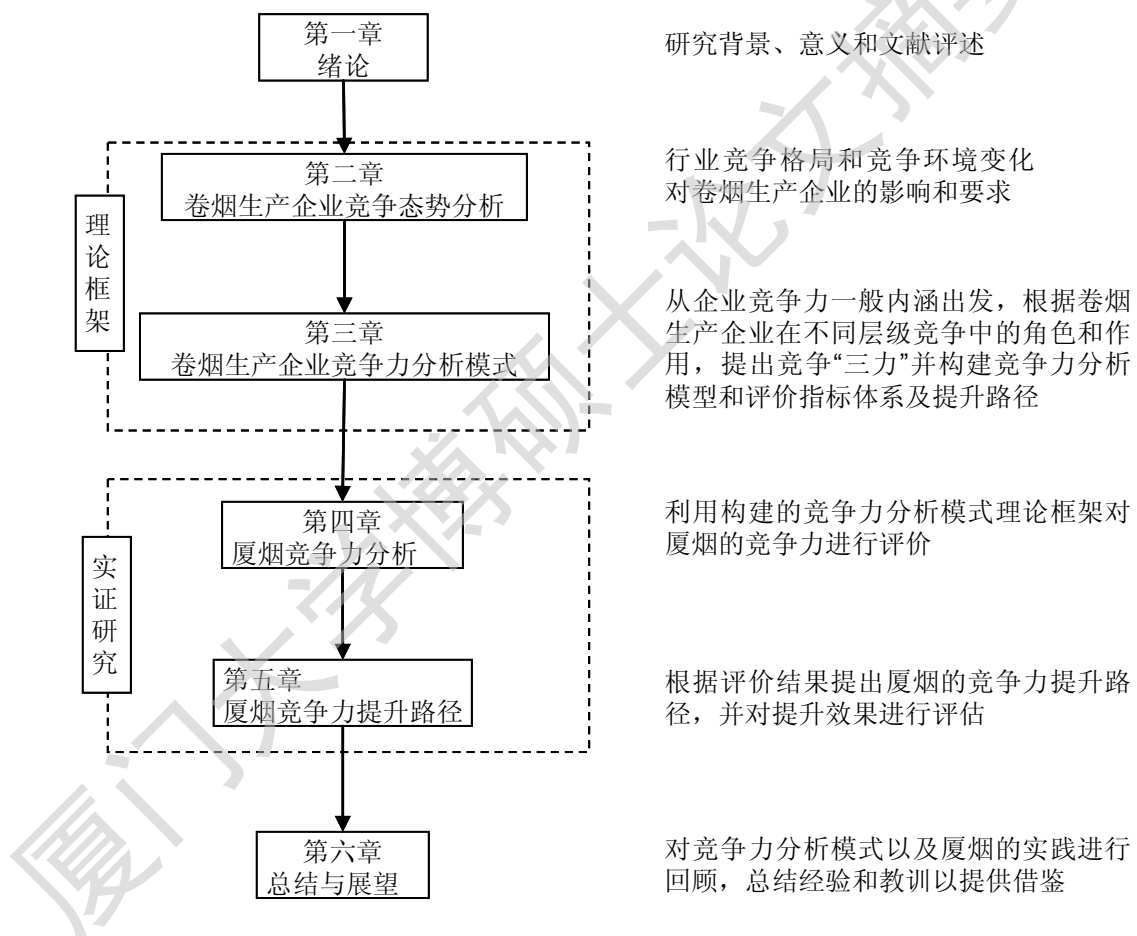 第一章
绪论
研究背景、意义和文献评述
第二章
卷烟生产企业竞争态势分析
行业竞争格局和竞争环境变化
对卷烟生产企业的影响和要求
理
论
框
架
第三章
卷烟生产企业竞争力分析模式
从企业竞争力一般内涵出发，根据卷烟
生产企业在不同层级竞争中的角色和作
用，提出竞争“三力”并构建竞争力分析
模型和评价指标体系及提升路径
第四章
厦烟竞争力分析
利用构建的竞争力分析模式理论框架对
厦烟的竞争力进行评价
实
证
研
究
第五章
厦烟竞争力提升路径
根据评价结果提出厦烟的竞争力提升路
径，并对提升效果进行评估
第六章
总结与展望
对竞争力分析模式以及厦烟的实践进行
回顾，总结经验和教训以提供借鉴
厦门大学博硕士论文摘